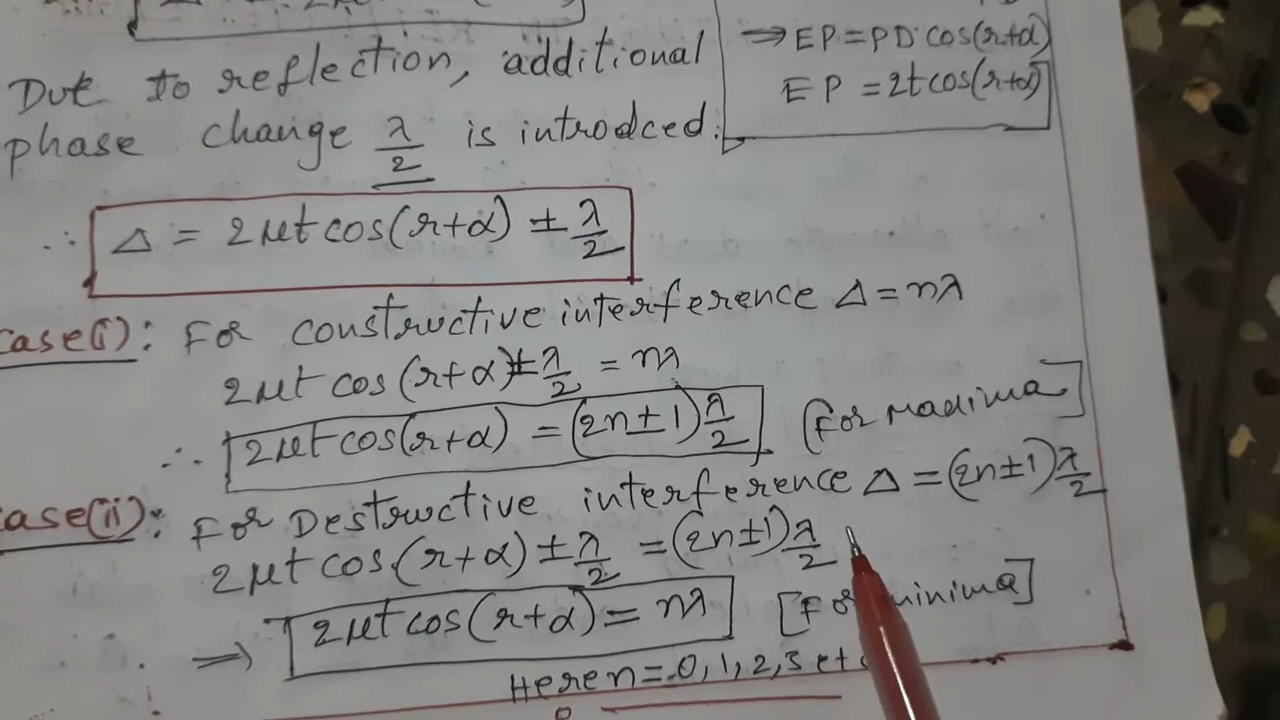 ⇒ EP = PD cos(r+α)
EP = 2t cos(r+α)
Due to reflection, additional
phase change λ/2 is introdced.
∴ Δ = 2μt cos(r+α) ± λ/2
case(i): For constructive interference Δ = nλ
2μt cos(r+α) ± λ/2 = nλ
∴ 2μt cos(r+α) = (2n±1) λ/2 [For Maxima]
case(ii): For Destructive interference Δ = (2n±1) λ/2
2μt cos(r+α) ± λ/2 = (2n±1) λ/2
⇒ 2μt cos(r+α) = nλ [For minima]
Here n = 0, 1, 2, 3 etc